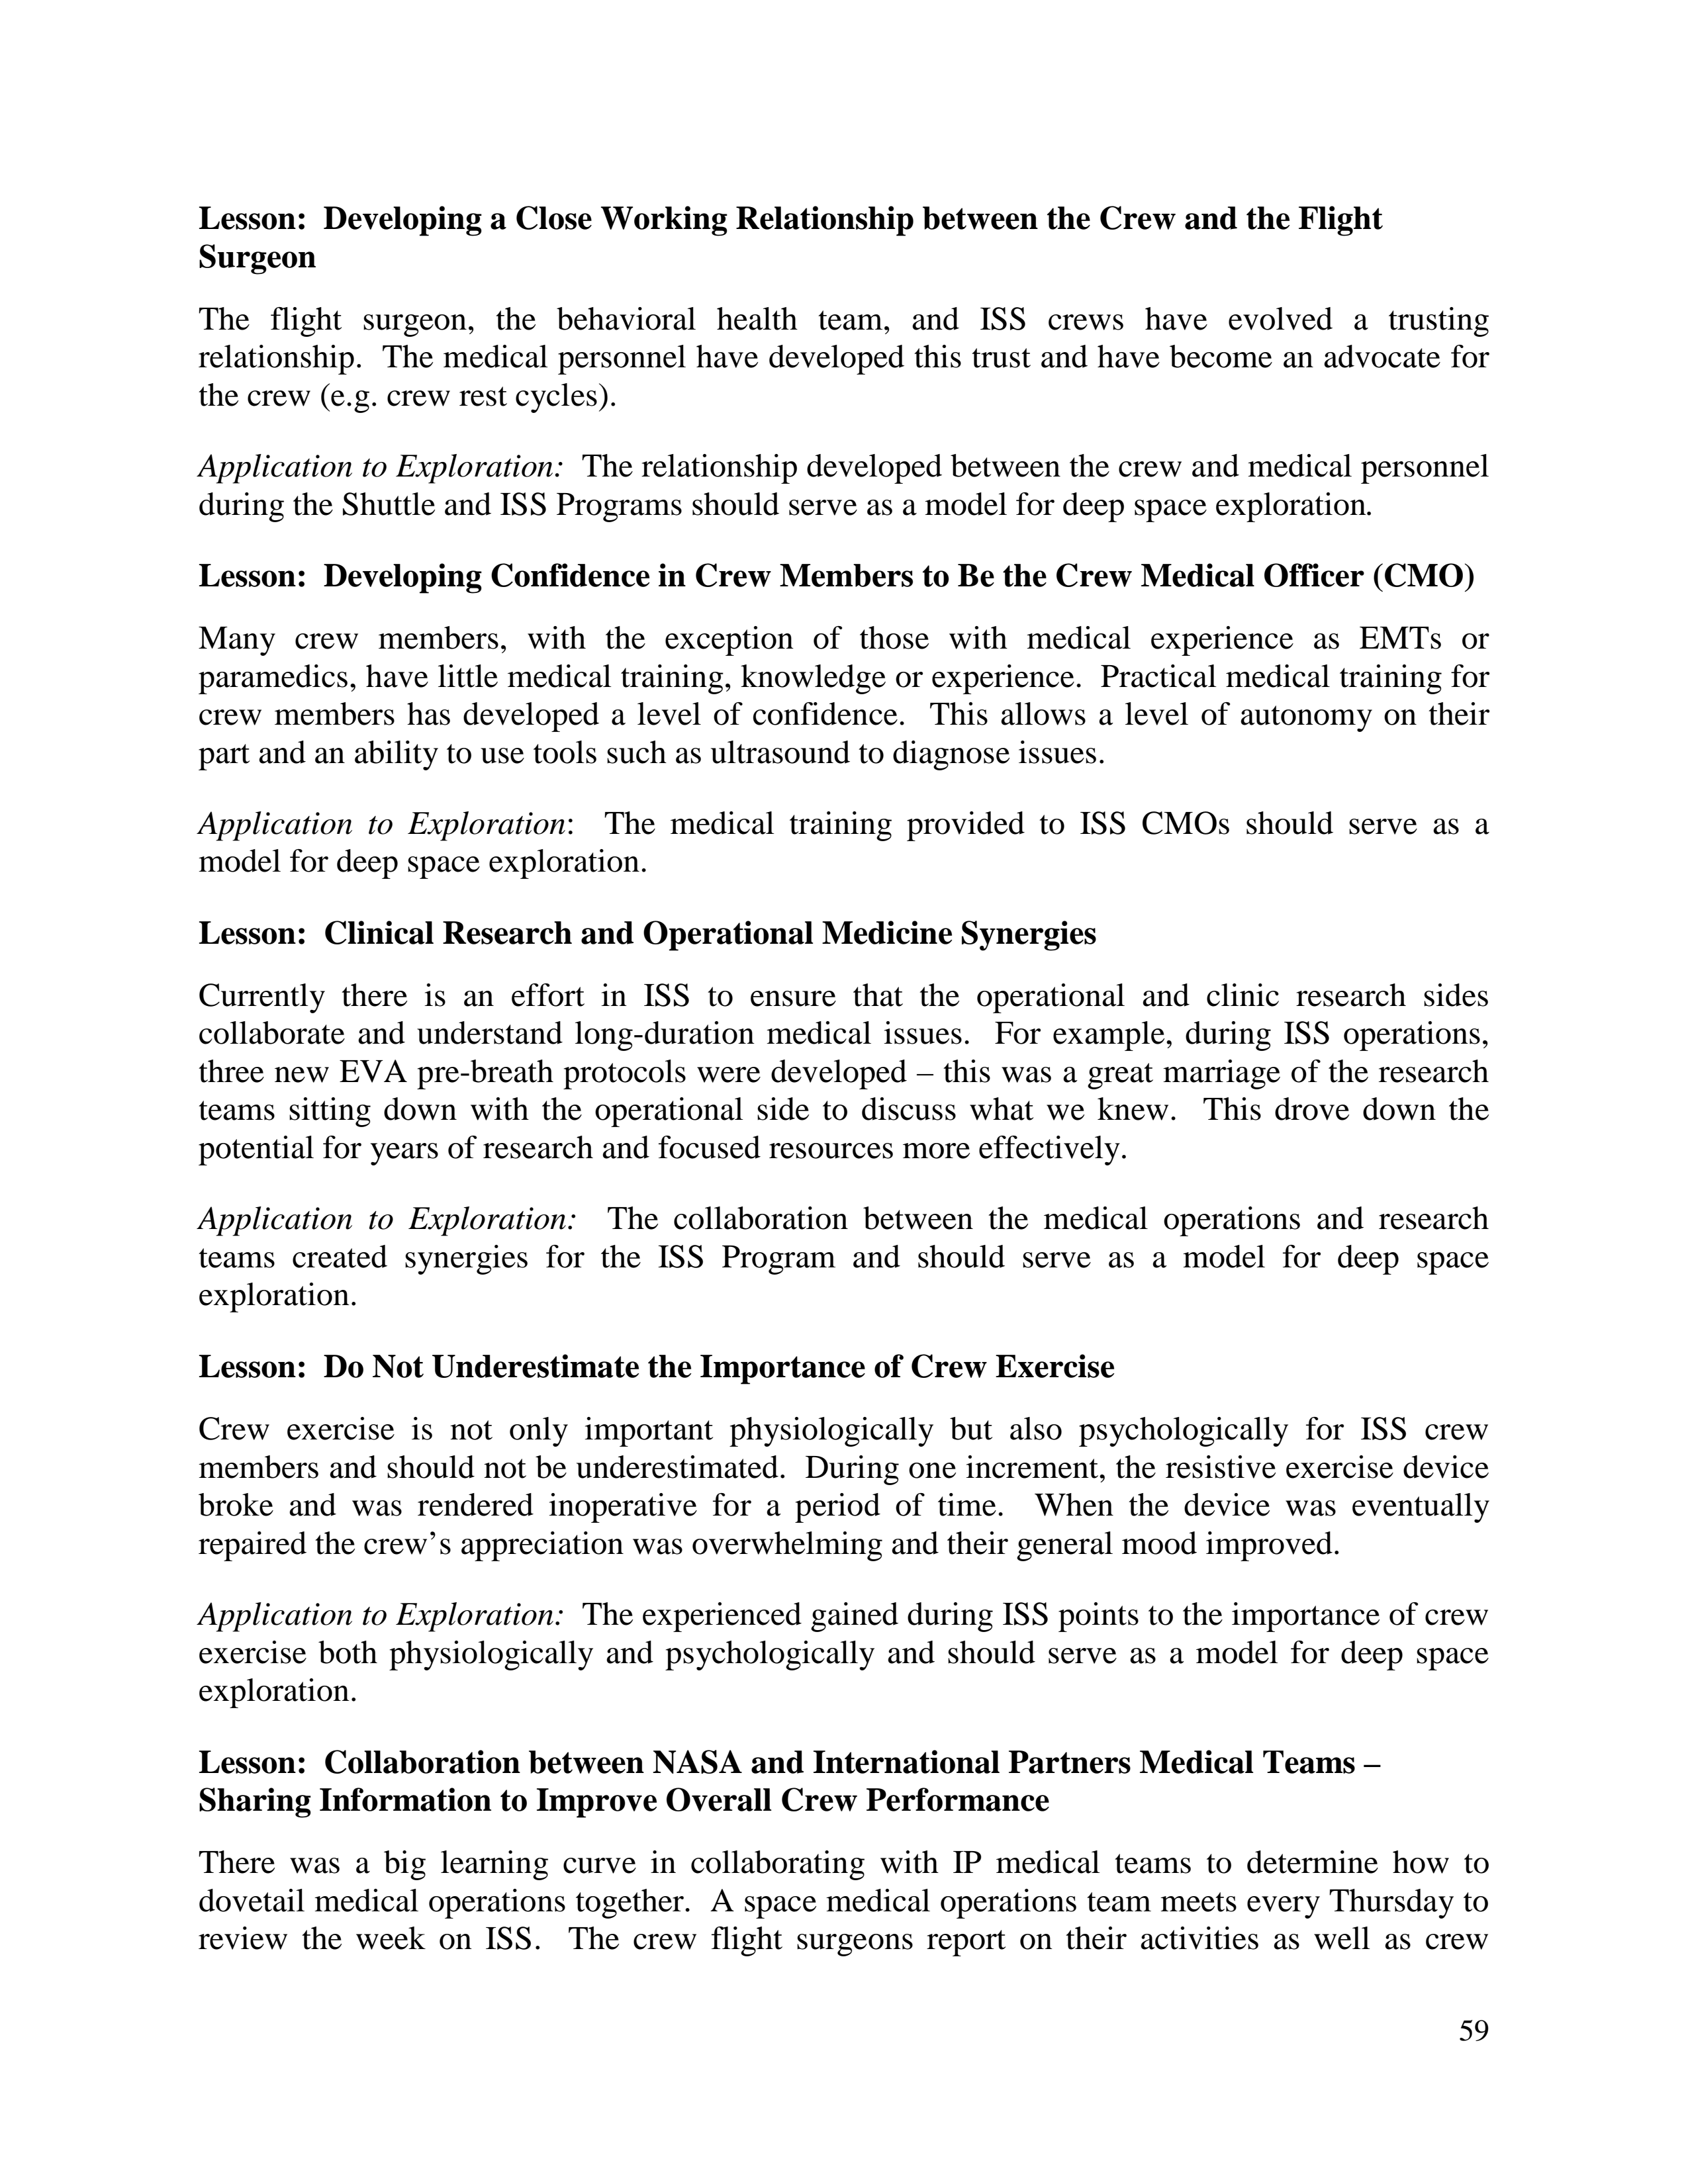 Lesson: Developing a Close Working Relationship between the Crew and the Flight
Surgeon
The flight surgeon, the behavioral health team, and ISS crews have evolved a trusting
relationship. The medical personnel have developed this trust and have become an advocate for
the crew (e.g. crew rest cycles).
Application to Exploration: The relationship developed between the crew and medical personnel
during the Shuttle and ISS Programs should serve as a model for deep space exploration.
Lesson: Developing Confidence in Crew Members to Be the Crew Medical Officer (CMO)
Many crew members, with the exception of those with medical experience as EMTs or
paramedics, have little medical training, knowledge or experience. Practical medical training for
crew members has developed a level of confidence. This allows a level of autonomy on their
part and an ability to use tools such as ultrasound to diagnose issues.
Application to Exploration: The medical training provided to ISS CMOs should serve as a
model for deep space exploration.
Lesson: Clinical Research and Operational Medicine Synergies
Currently there is an effort in ISS to ensure that the operational and clinic research sides
collaborate and understand long-duration medical issues. For example, during ISS operations,
three new EVA pre-breath protocols were developed – this was a great marriage of the research
teams sitting down with the operational side to discuss what we knew. This drove down the
potential for years of research and focused resources more effectively.
Application to Exploration: The collaboration between the medical operations and research
teams created synergies for the ISS Program and should serve as a model for deep space
exploration.
Lesson: Do Not Underestimate the Importance of Crew Exercise
Crew exercise is not only important physiologically but also psychologically for ISS crew
members and should not be underestimated. During one increment, the resistive exercise device
broke and was rendered inoperative for a period of time. When the device was eventually
repaired the crew’s appreciation was overwhelming and their general mood improved.
Application to Exploration: The experienced gained during ISS points to the importance of crew
exercise both physiologically and psychologically and should serve as a model for deep space
exploration.
Lesson: Collaboration between NASA and International Partners Medical Teams –
Sharing Information to Improve Overall Crew Performance
There was a big learning curve in collaborating with IP medical teams to determine how to
dovetail medical operations together. A space medical operations team meets every Thursday to
review the week on ISS. The crew flight surgeons report on their activities as well as crew
59